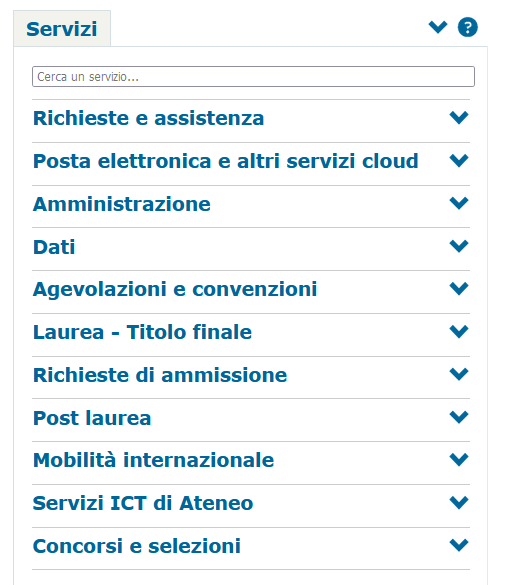 Servizi
?
Cerca un servizio...
Richieste e assistenza
Posta elettronica e altri servizi cloud
Amministrazione
Dati
Agevolazioni e convenzioni
Laurea - Titolo finale
Richieste di ammissione
Post laurea
Mobilità internazionale
Servizi ICT di Ateneo
Concorsi e selezioni